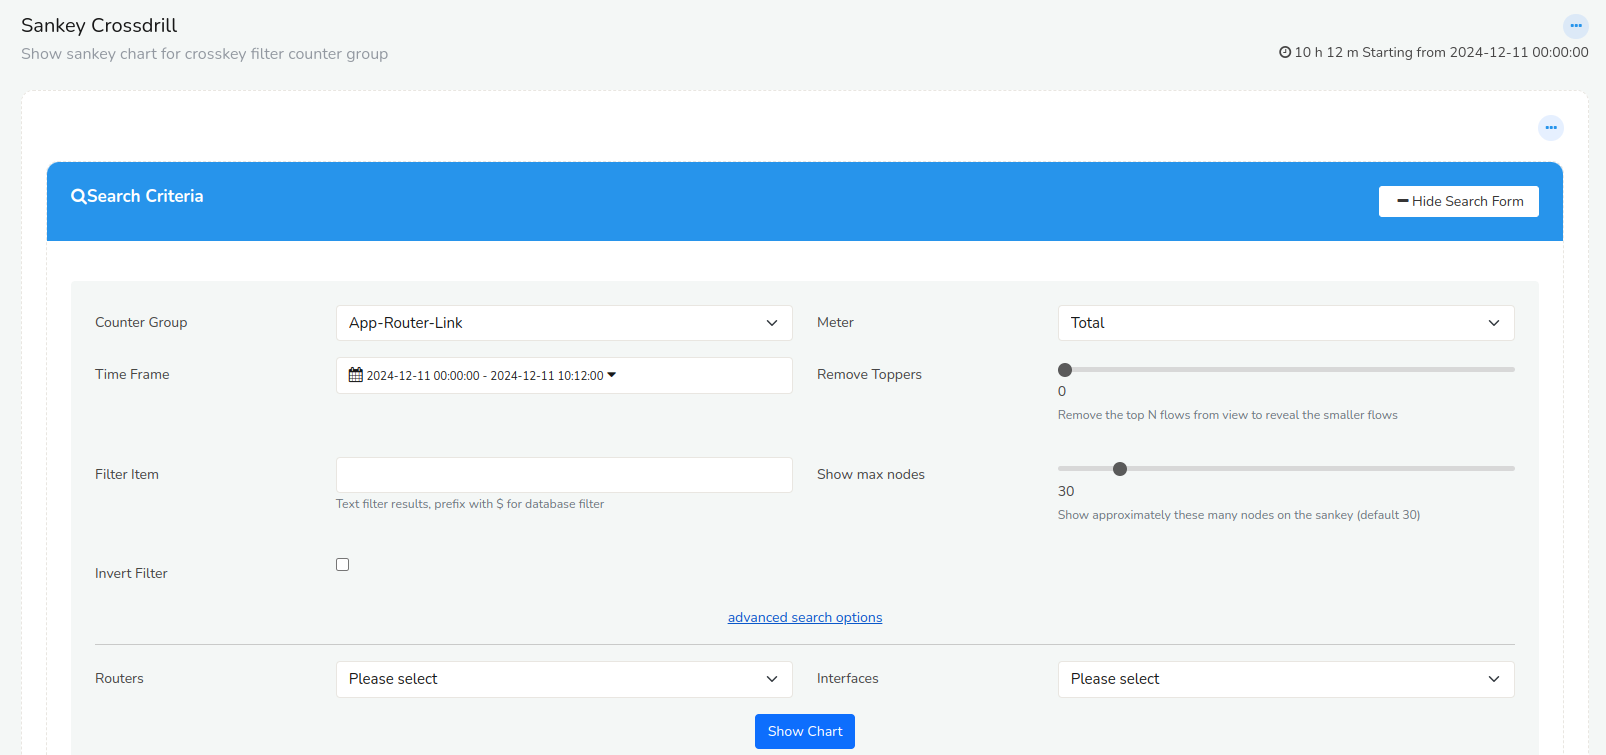 Sankey Crossdrill
Show sankey chart for crosskey filter counter group
10 h 12 m Starting from 2024-12-11 00:00:00
Search Criteria
Hide Search Form
Counter Group
App-Router-Link
Meter
Total
Time Frame
2024-12-11 00:00:00 - 2024-12-11 10:12:00
Remove Toppers
0
Remove the top N flows from view to reveal the smaller flows
Filter Item
Text filter results, prefix with $ for database filter
Show max nodes
30
Show approximately these many nodes on the sankey (default 30)
Invert Filter
advanced search options
Routers
Please select
Interfaces
Please select
Show Chart